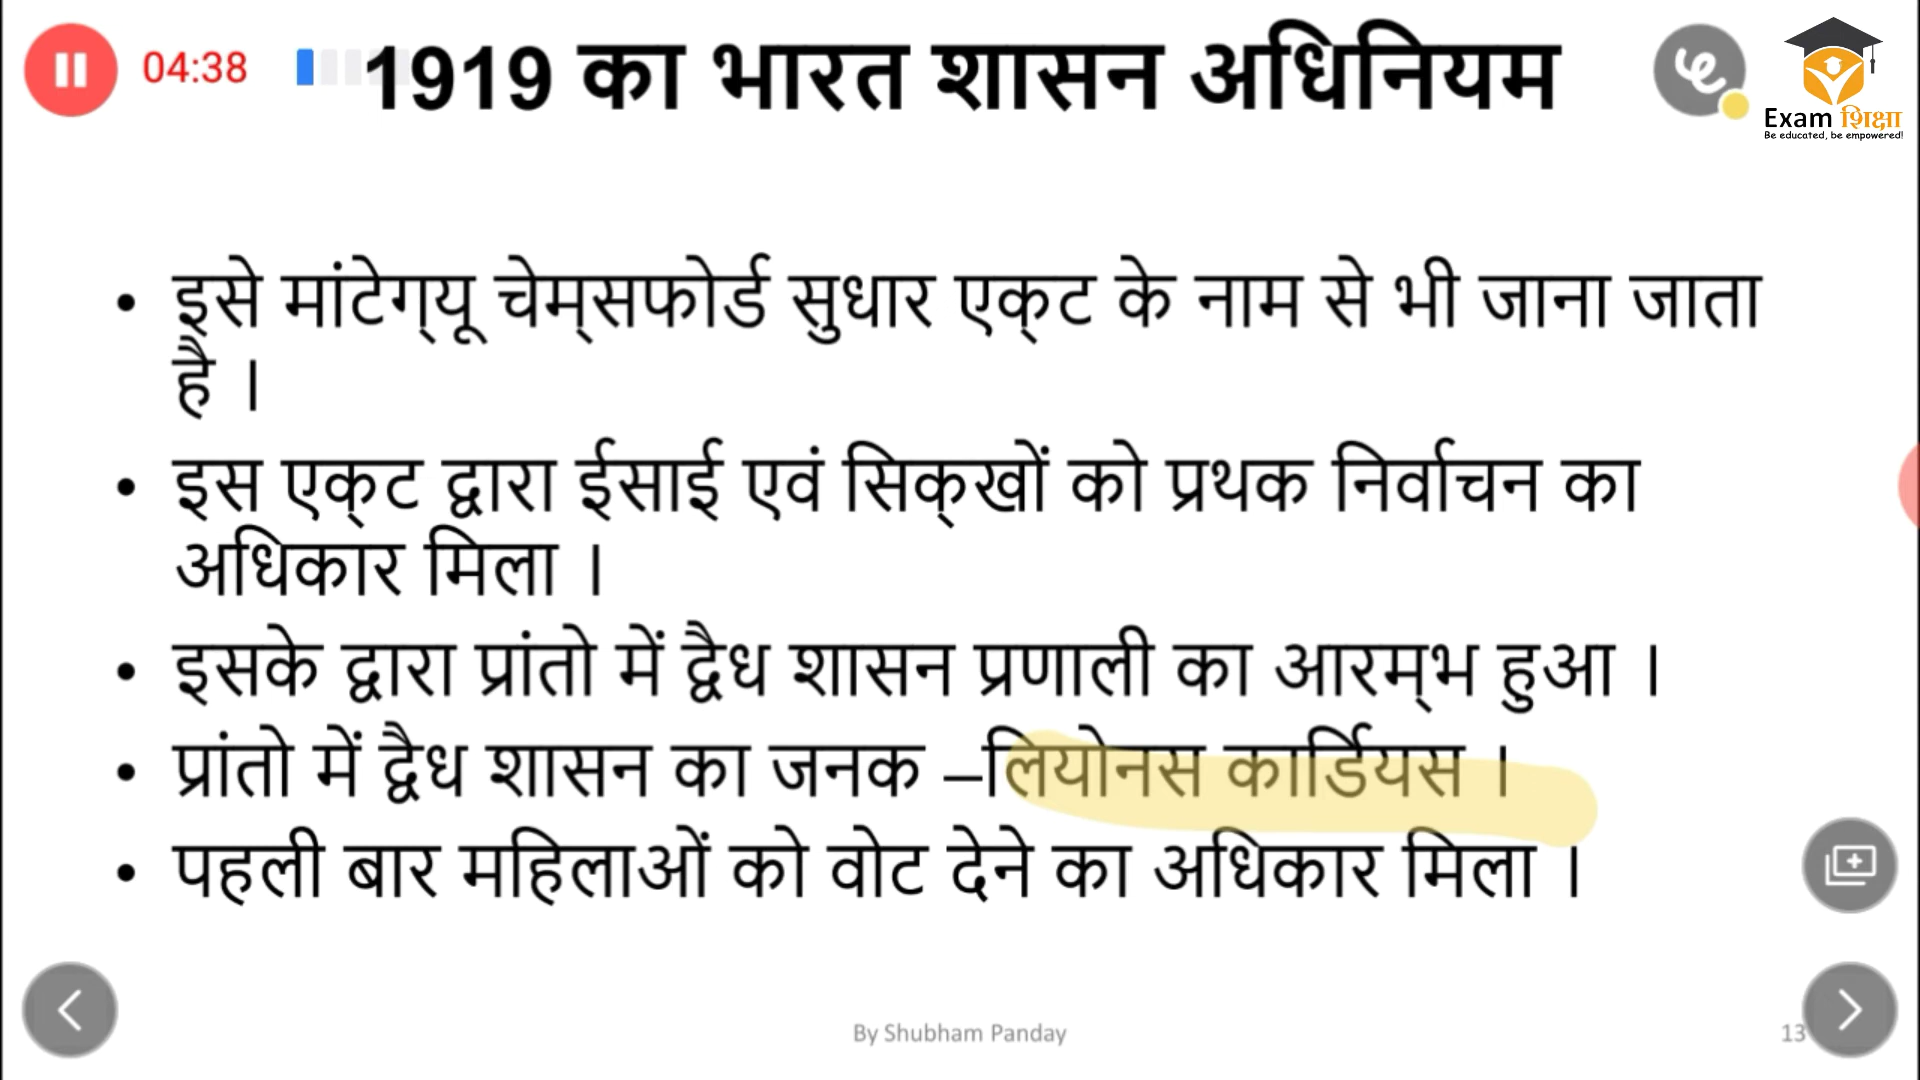 04:38
1919 का भारत शासन अधिनियम
Exam शिक्षा
Be educated, be empowered!
• इसे मांटेग्‌यू चेम्‌सफोर्ड सुधार एक्‌ट के नाम से भी जाना जाता
है ।
• इस एक्‌ट द्वारा ईसाई एवं सिक्‌खों को प्रथक निर्वाचन का
अधिकार मिला ।
• इसके द्वारा प्रांतो में द्वैध शासन प्रणाली का आरम्‌भ हुआ ।
• प्रांतो में द्वैध शासन का जनक –लियोनस कार्डियस ।
• पहली बार महिलाओं को वोट देने का अधिकार मिला ।
By Shubham Panday
13